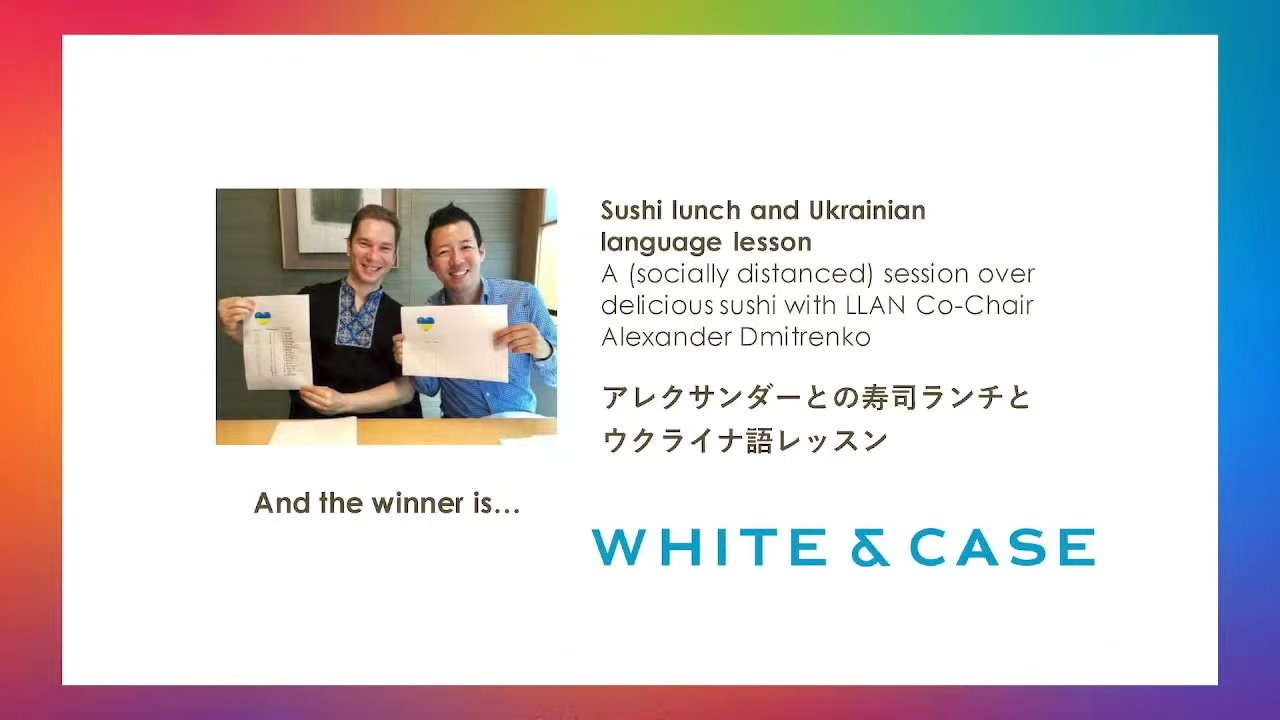 Sushi lunch and Ukrainian
language lesson
A (socially distanced) session over
delicious sushi with LLAN Co-Chair
Alexander Dmitrenko
アレクサンダーとの寿司ランチと
ウクライナ語レッスン
And the winner is…
WHITE & CASE